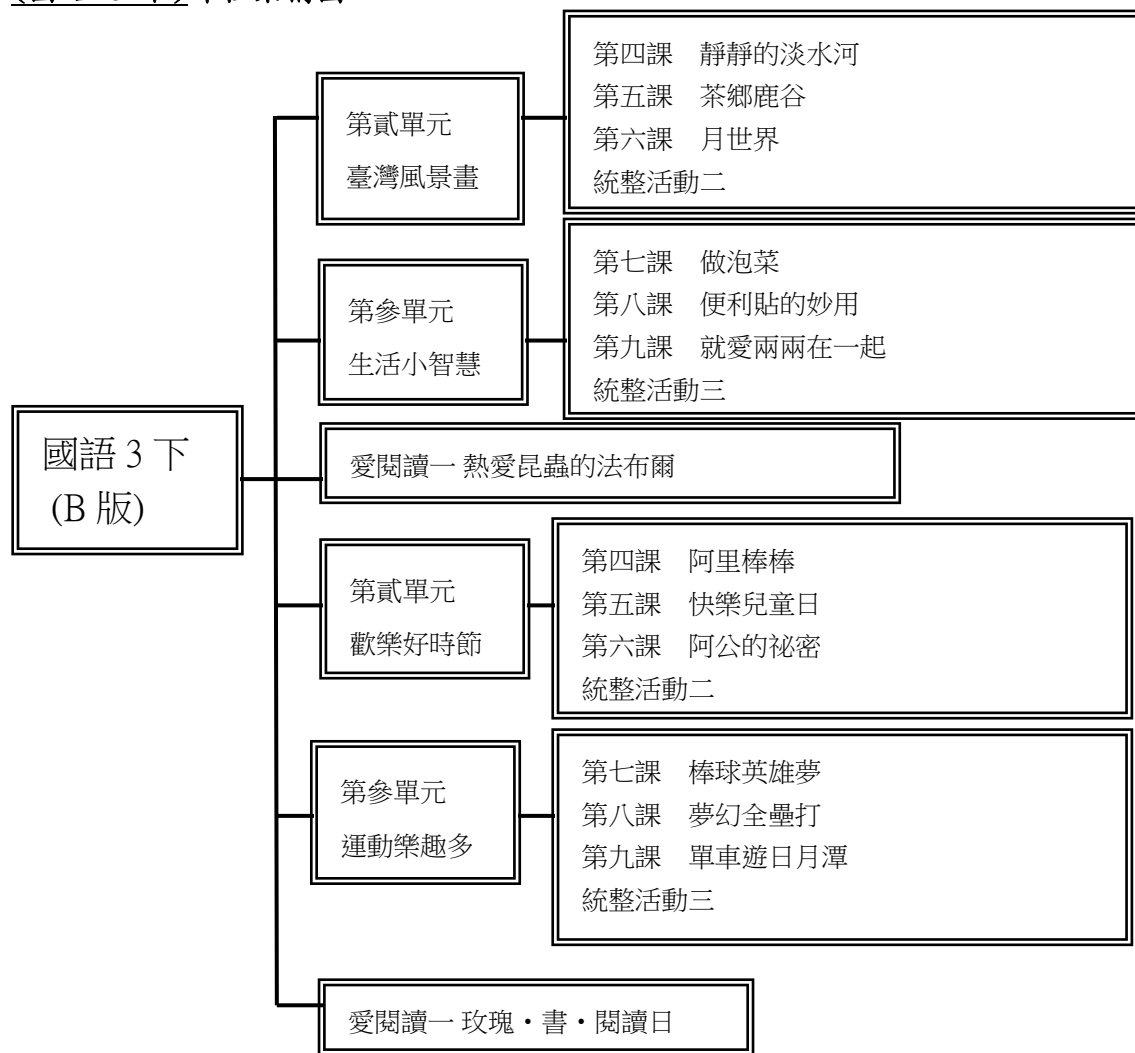 國語 3 下
(B 版)
第貳單元
臺灣風景畫
第四課 靜靜的淡水河
第五課 茶鄉鹿谷
第六課 月世界
統整活動二
第參單元
生活小智慧
第七課 做泡菜
第八課 便利貼的妙用
第九課 就愛兩兩在一起
統整活動三
愛閱讀一 熱愛昆蟲的法布爾
第貳單元
歡樂好時節
第四課 阿里棒棒
第五課 快樂兒童日
第六課 阿公的祕密
統整活動二
第參單元
運動樂趣多
第七課 棒球英雄夢
第八課 夢幻全壘打
第九課 單車遊日月潭
統整活動三
愛閱讀一 玫瑰・書・閱讀日